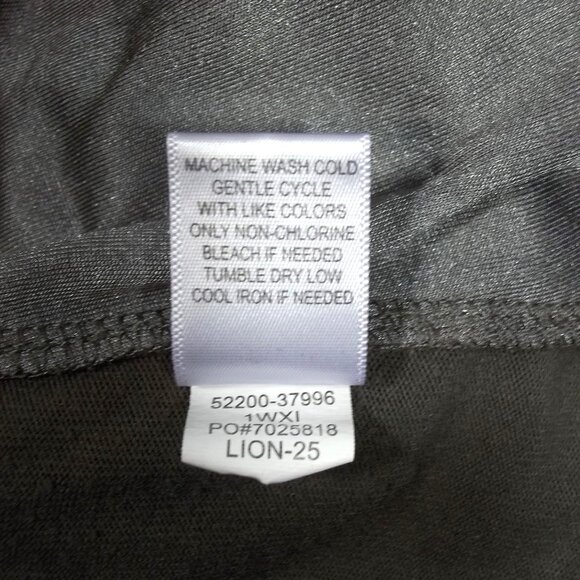 MACHINE WASH COLD
GENTLE CYCLE
WITH LIKE COLORS
ONLY NON-CHLORINE
BLEACH IF NEEDED
TUMBLE DRY LOW
COOL IRON IF NEEDED
52200-37996
1WXI
PO#7025818
LION-25